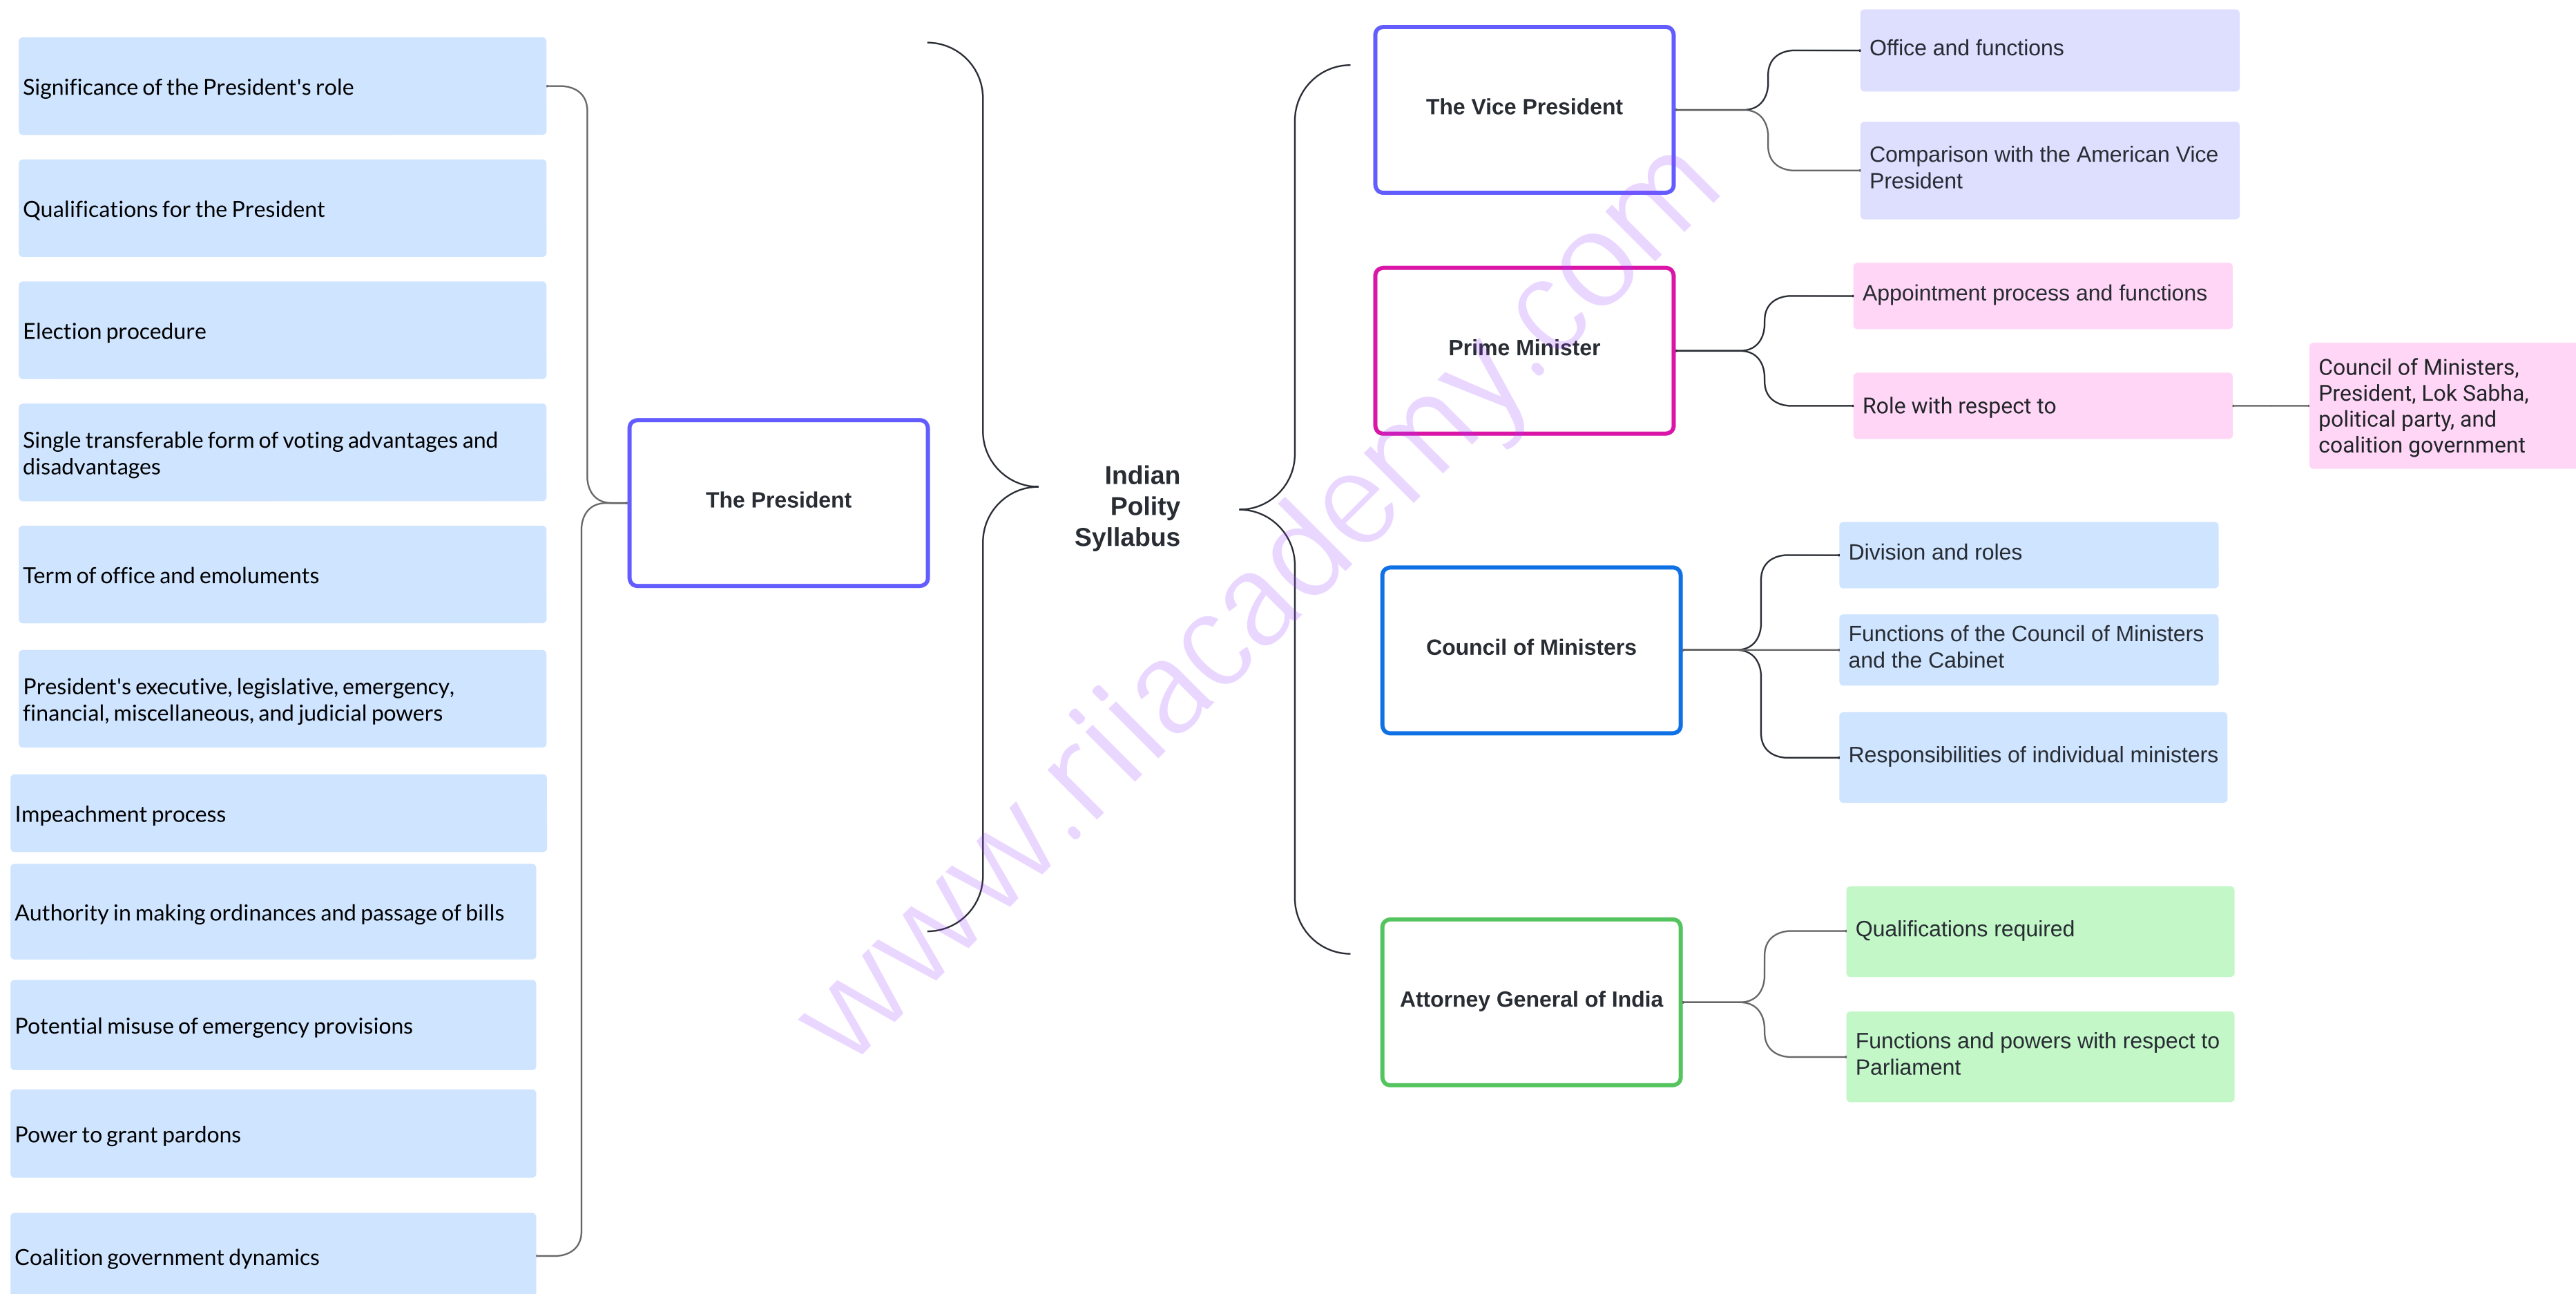 Significance of the President's role
Qualifications for the President
Election procedure
Single transferable form of voting advantages and
disadvantages
Term of office and emoluments
President's executive, legislative, emergency,
financial, miscellaneous, and judicial powers
Impeachment process
Authority in making ordinances and passage of bills
Potential misuse of emergency provisions
Power to grant pardons
Coalition government dynamics
The President
Indian
Polity
Syllabus
The Vice President
Office and functions
Comparison with the American Vice
President
Prime Minister
Appointment process and functions
Role with respect to
Council of Ministers,
President, Lok Sabha,
political party, and
coalition government
Council of Ministers
Division and roles
Functions of the Council of Ministers
and the Cabinet
Responsibilities of individual ministers
Attorney General of India
Qualifications required
Functions and powers with respect to
Parliament
www.riiacademy.com